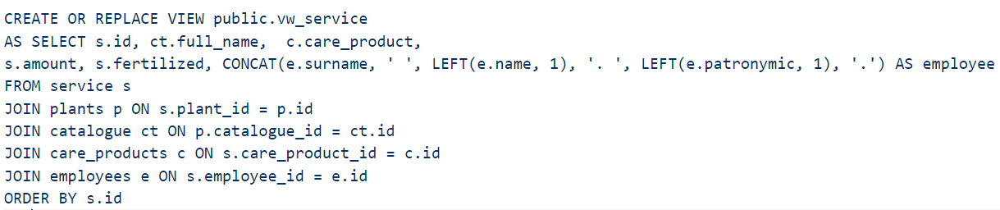 CREATE OR REPLACE VIEW public.vw_service
AS SELECT s.id, ct.full_name,  c.care_product,
s.amount, s.fertilized, CONCAT(e.surname, ' ', LEFT(e.name, 1), '. ', LEFT(e.patronymic, 1), '.') AS employee
FROM service s
JOIN plants p ON s.plant_id = p.id
JOIN catalogue ct ON p.catalogue_id = ct.id
JOIN care_products c ON s.care_product_id = c.id
JOIN employees e ON s.employee_id = e.id
ORDER BY s.id